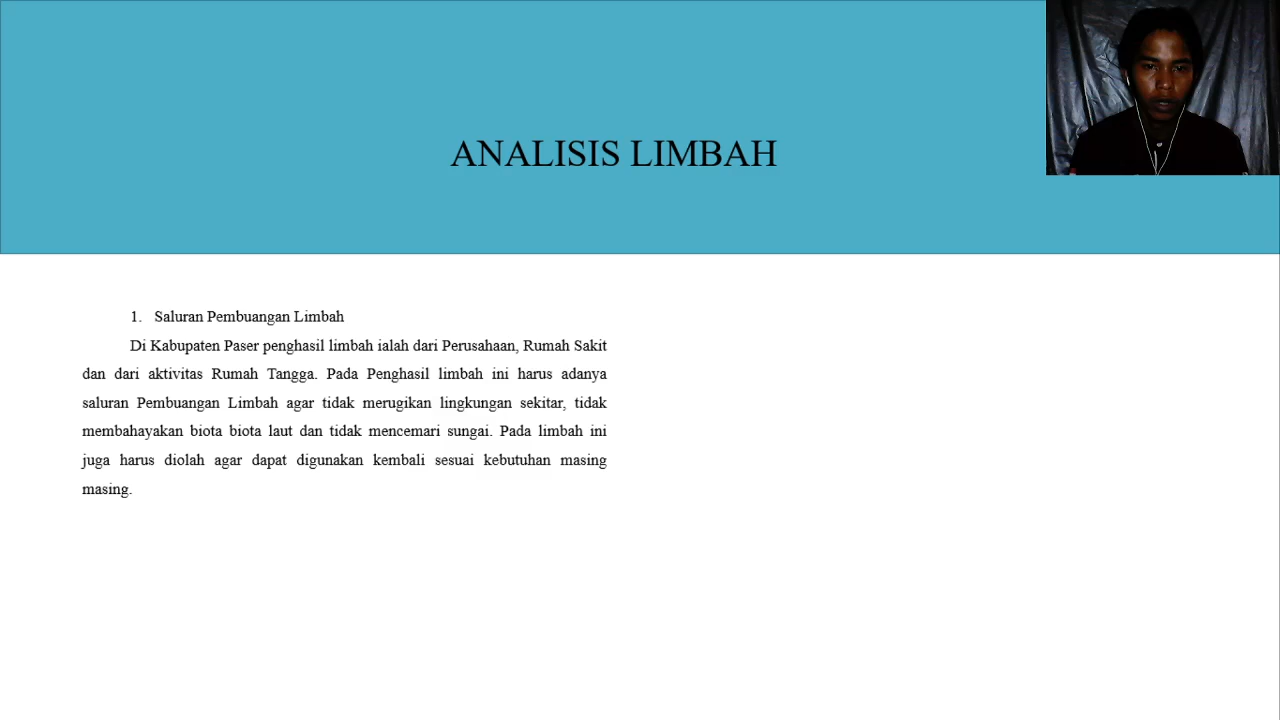 ANALISIS LIMBAH
1. Saluran Pembuangan Limbah
Di Kabupaten Paser penghasil limbah ialah dari Perusahaan, Rumah Sakit
dan dari aktivitas Rumah Tangga. Pada Penghasil limbah ini harus adanya
saluran Pembuangan Limbah agar tidak merugikan lingkungan sekitar, tidak
membahayakan biota biota laut dan tidak mencemari sungai. Pada limbah ini
juga harus diolah agar dapat digunakan kembali sesuai kebutuhan masing
masing.